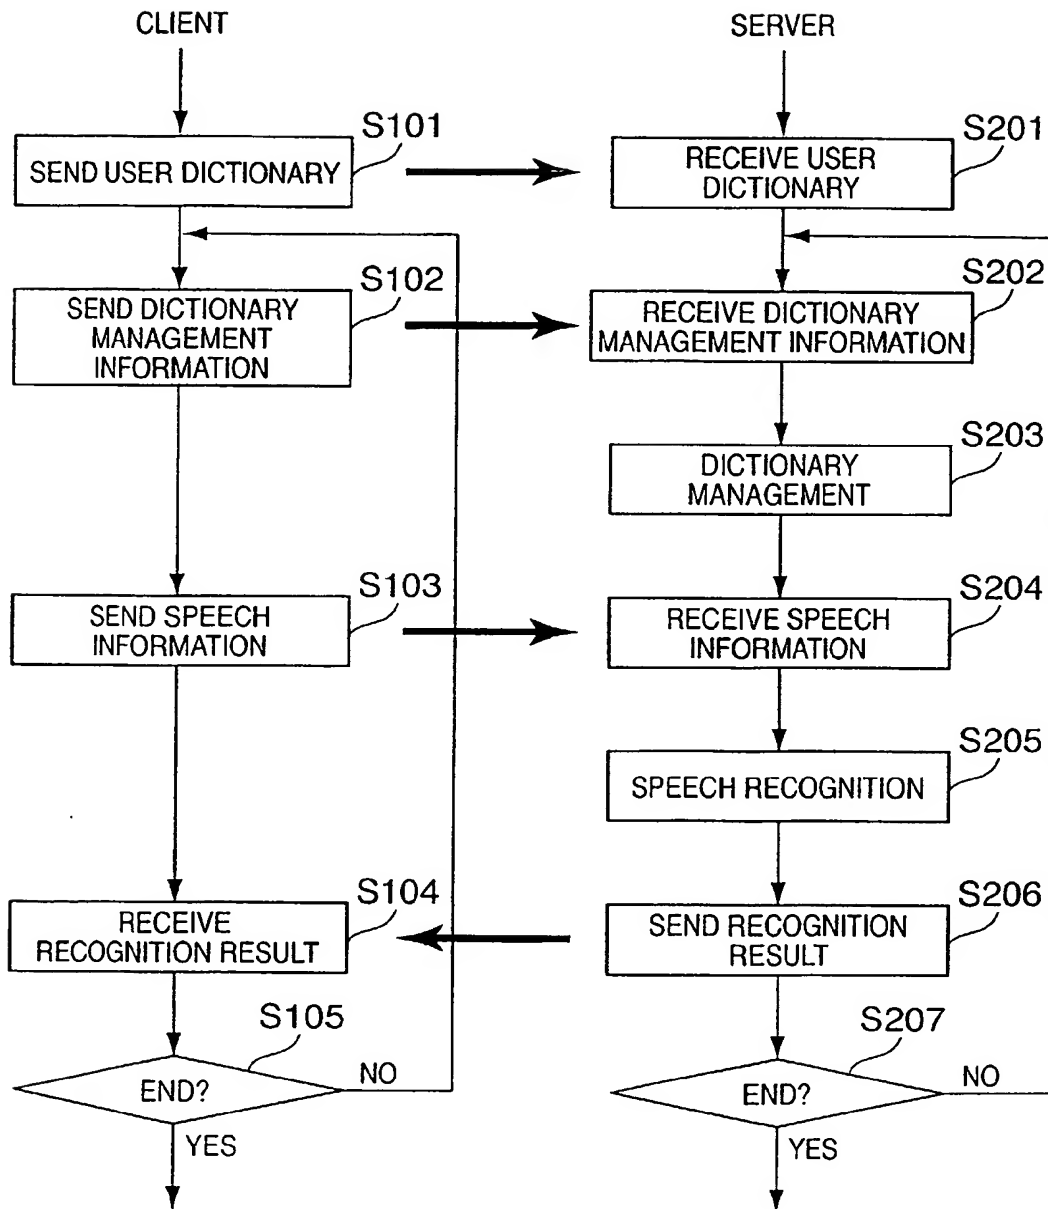 CLIENT
SERVER
S101
SEND USER DICTIONARY
S201
RECEIVE USER
DICTIONARY
S102
SEND DICTIONARY
MANAGEMENT
INFORMATION
S202
RECEIVE DICTIONARY
MANAGEMENT INFORMATION
S203
DICTIONARY
MANAGEMENT
S103
SEND SPEECH
INFORMATION
S204
RECEIVE SPEECH
INFORMATION
S205
SPEECH RECOGNITION
S104
RECEIVE
RECOGNITION RESULT
S206
SEND RECOGNITION
RESULT
S105
END?
NO
YES
S207
END?
NO
YES